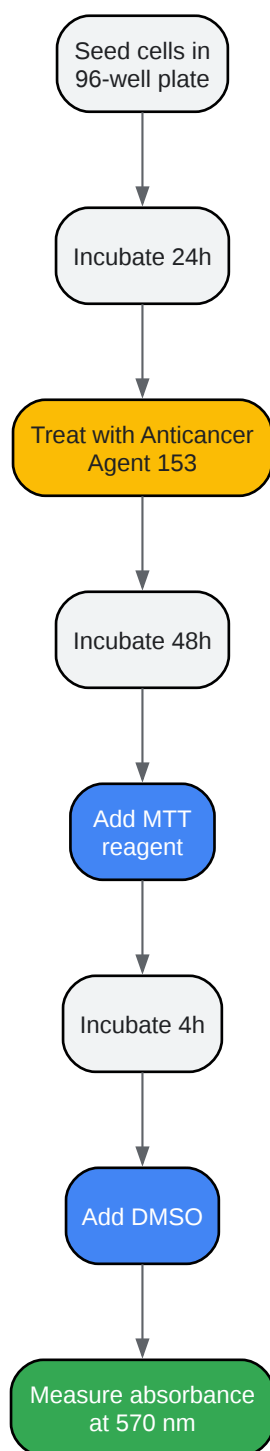 Seed cells in
96-well plate
Incubate 24h
Treat with Anticancer
Agent 153
Incubate 48h
Add MTT
reagent
Incubate 4h
Add DMSO
Measure absorbance
at 570 nm